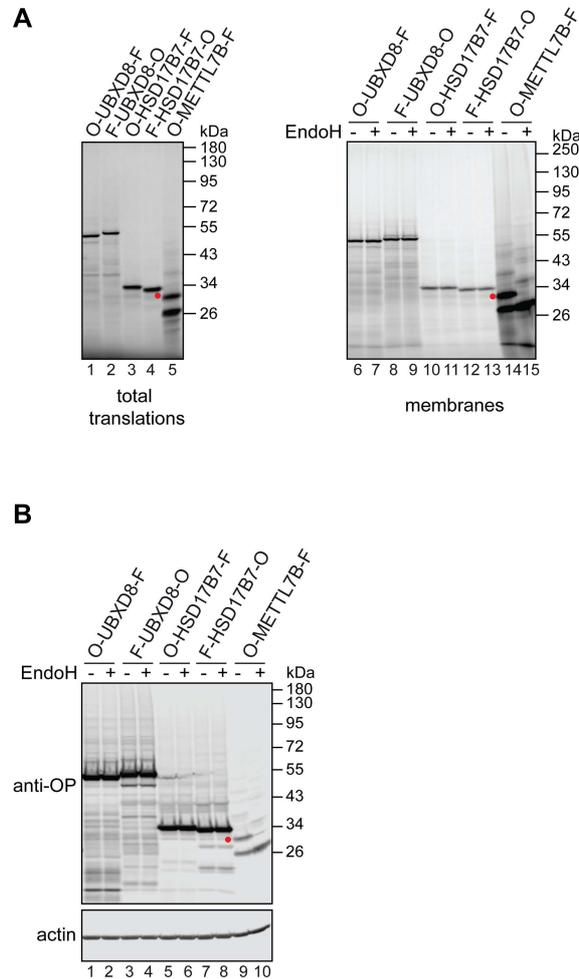 A
O-UBXD8-F
F-UBXD8-O
O-HSD17B7-F
F-HSD17B7-O
O-METTL7B-F
kDa
180
130
95
72
55
43
34
26
1 2 3 4 5
total
translations
O-UBXD8-F
F-UBXD8-O
O-HSD17B7-F
F-HSD17B7-O
O-METTL7B-F
EndoH - + - + - + - + - + kDa
250
130
95
72
55
43
34
26
6 7 8 9 10 11 12 13 14 15
membranes
B
O-UBXD8-F
F-UBXD8-O
O-HSD17B7-F
F-HSD17B7-O
O-METTL7B-F
EndoH - + - + - + - + - + kDa
180
130
95
72
55
anti-OP
43
34
26
actin
1 2 3 4 5 6 7 8 9 10